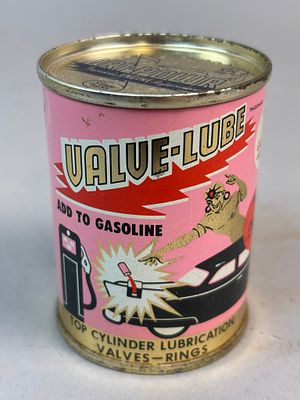 VALVE-LUBE
ADD TO GASOLINE
TOP CYLINDER LUBRICATION
VALVES-RINGS